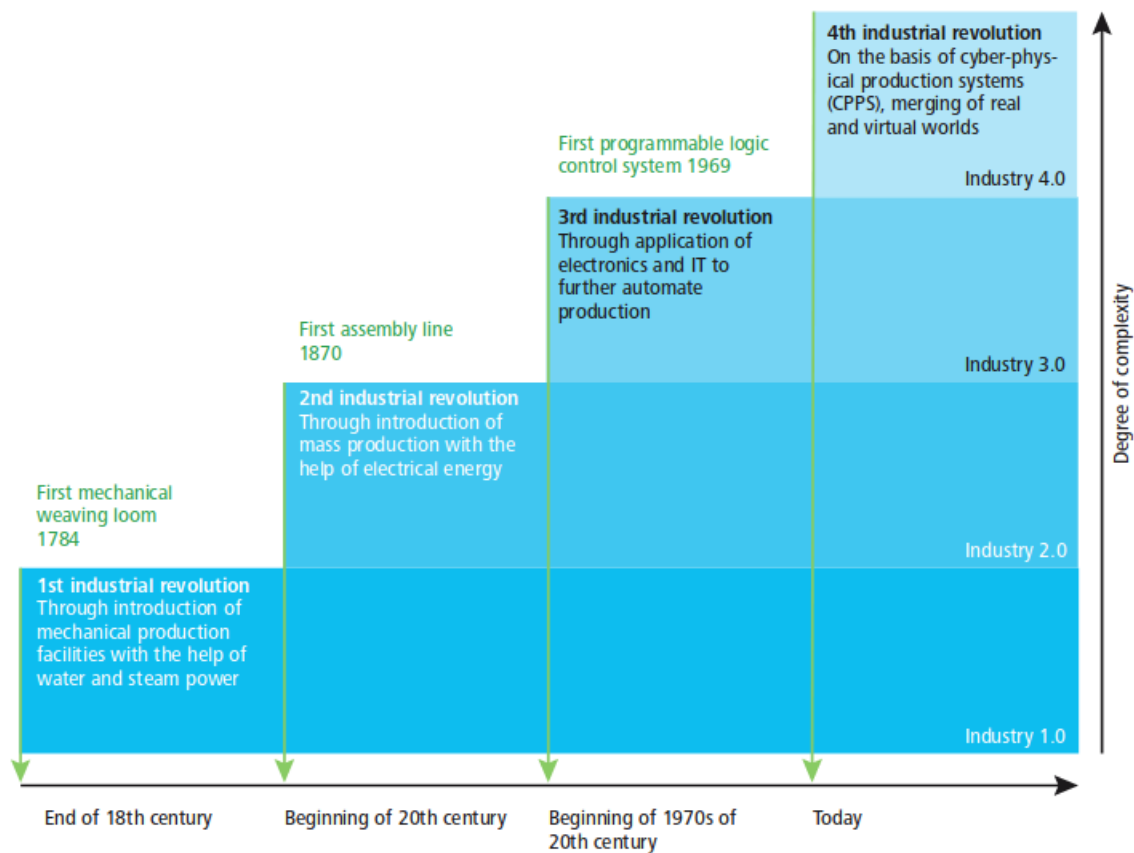 4th industrial revolution
On the basis of cyber-phys-
ical production systems
(CPPS), merging of real
and virtual worlds
Industry 4.0
First programmable logic
control system 1969
3rd industrial revolution
Through application of
electronics and IT to
further automate
production
Industry 3.0
First assembly line
1870
2nd industrial revolution
Through introduction of
mass production with the
help of electrical energy
Industry 2.0
First mechanical
weaving loom
1784
1st industrial revolution
Through introduction of
mechanical production
facilities with the help of
water and steam power
Industry 1.0
Degree of complexity
End of 18th century
Beginning of 20th century
Beginning of 1970s of
20th century
Today